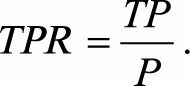 TPR = TP/P.